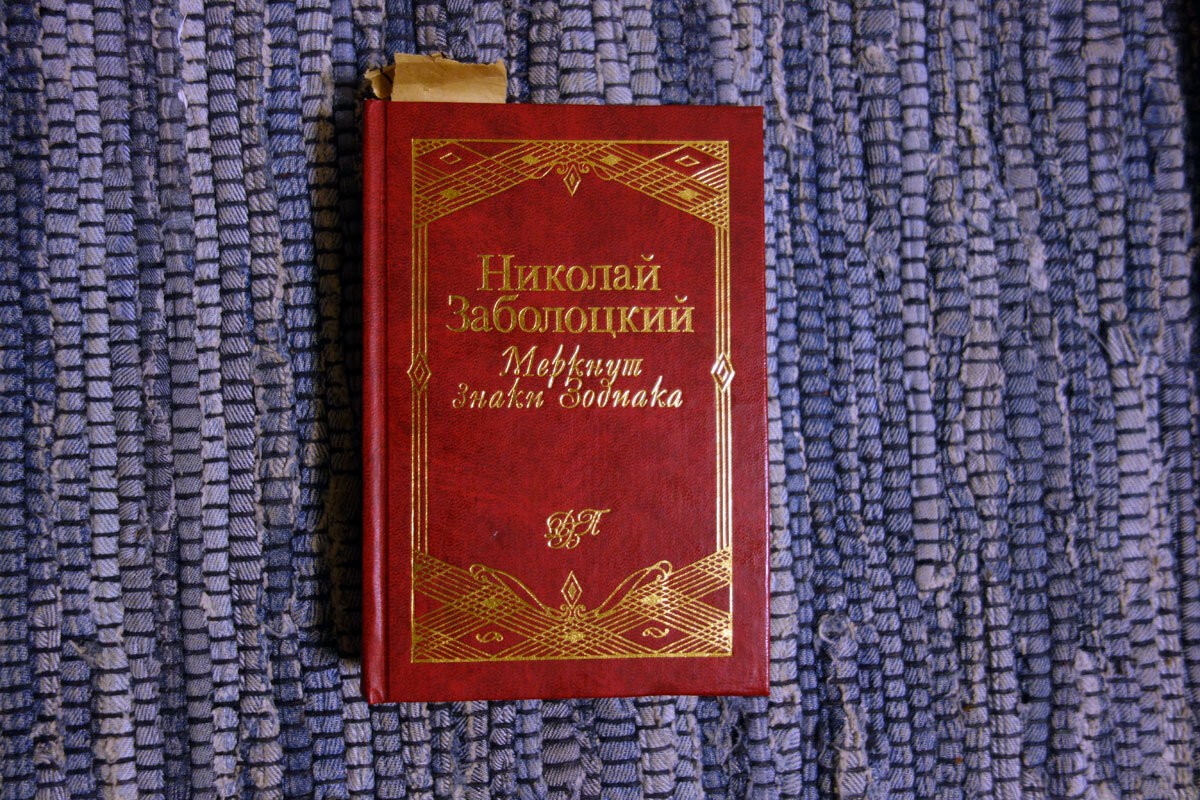 Николай
Заболоцкий
Меркнут
знаки Зодиака